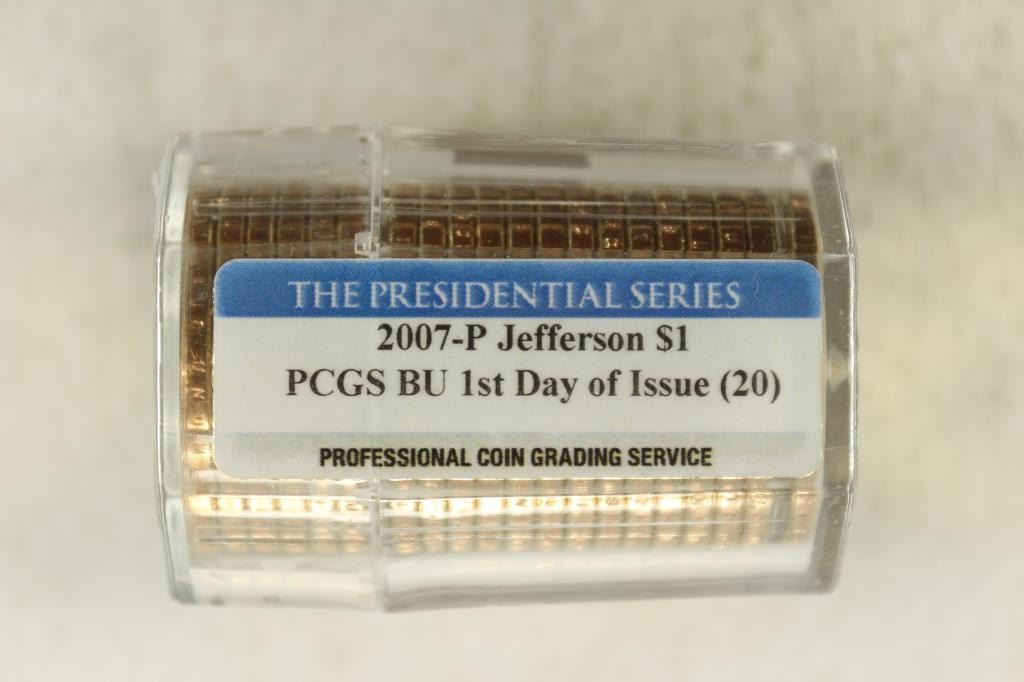 THE PRESIDENTIAL SERIES
2007-P Jefferson $1
PCGS BU 1st Day of Issue (20)
PROFESSIONAL COIN GRADING SERVICE